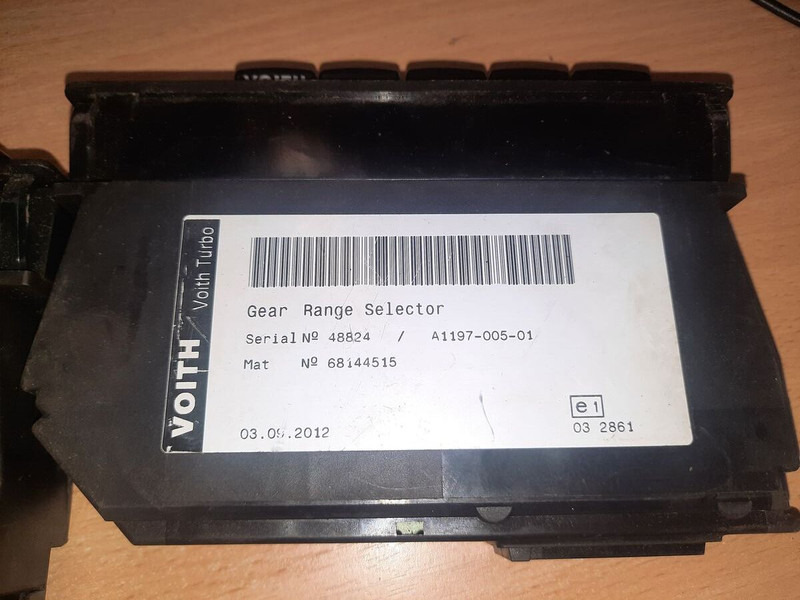 VOITH
VOITH Voith Turbo
Gear Range Selector
Serial Nº 48824 / A1197-005-01
Mat Nº 68144515
e1
03.09.2012
03 2861